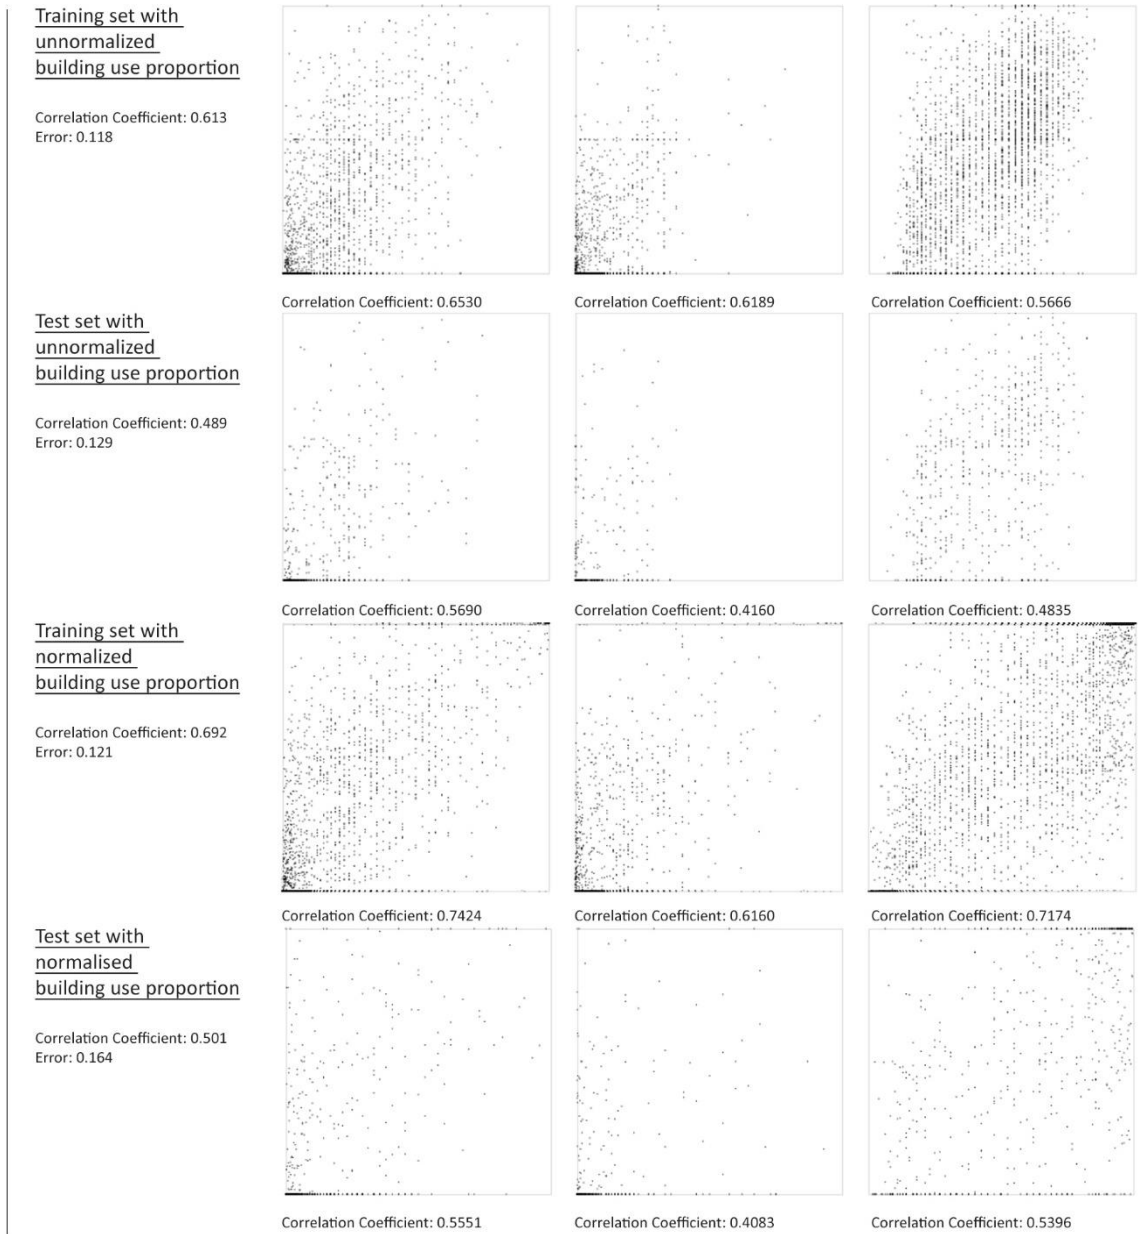 Training set with
unnormalized
building use proportion
Correlation Coefficient: 0.613
Error: 0.118
Correlation Coefficient: 0.6530
Correlation Coefficient: 0.6189
Correlation Coefficient: 0.5666
Test set with
unnormalized
building use proportion
Correlation Coefficient: 0.489
Error: 0.129
Correlation Coefficient: 0.5690
Correlation Coefficient: 0.4160
Correlation Coefficient: 0.4835
Training set with
normalized
building use proportion
Correlation Coefficient: 0.692
Error: 0.121
Correlation Coefficient: 0.7424
Correlation Coefficient: 0.6160
Correlation Coefficient: 0.7174
Test set with
normalised
building use proportion
Correlation Coefficient: 0.501
Error: 0.164
Correlation Coefficient: 0.5551
Correlation Coefficient: 0.4083
Correlation Coefficient: 0.5396